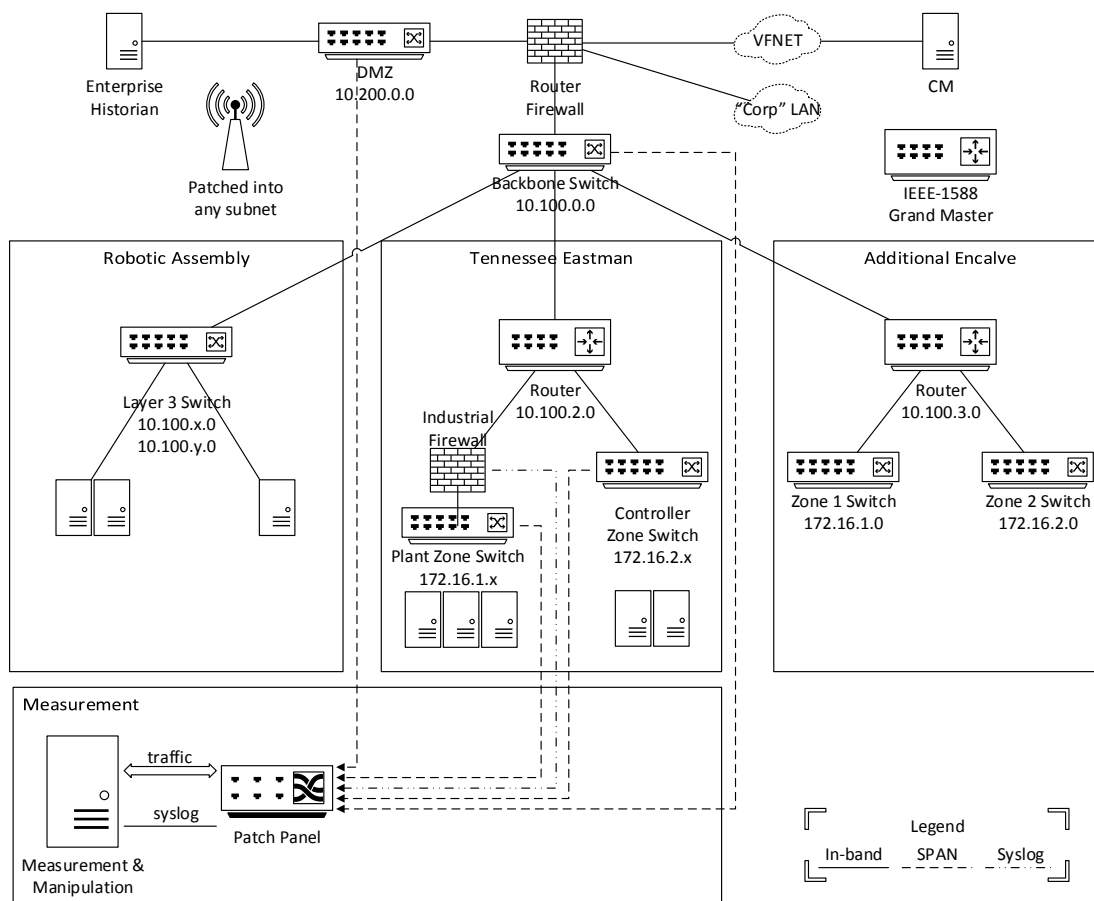 Enterprise
Historian
DMZ
10.200.0.0
Router
Firewall
VFNET
"Corp" LAN
CM
Patched into
any subnet
Backbone Switch
10.100.0.0
IEEE-1588
Grand Master
Robotic Assembly
Layer 3 Switch
10.100.x.0
10.100.y.0
Tennessee Eastman
Router
10.100.2.0
Industrial
Firewall
Plant Zone Switch
172.16.1.x
Controller
Zone Switch
172.16.2.x
Additional Encalve
Router
10.100.3.0
Zone 1 Switch
172.16.1.0
Zone 2 Switch
172.16.2.0
Measurement
traffic
syslog
Patch Panel
Measurement &
Manipulation
Legend
In-band SPAN Syslog